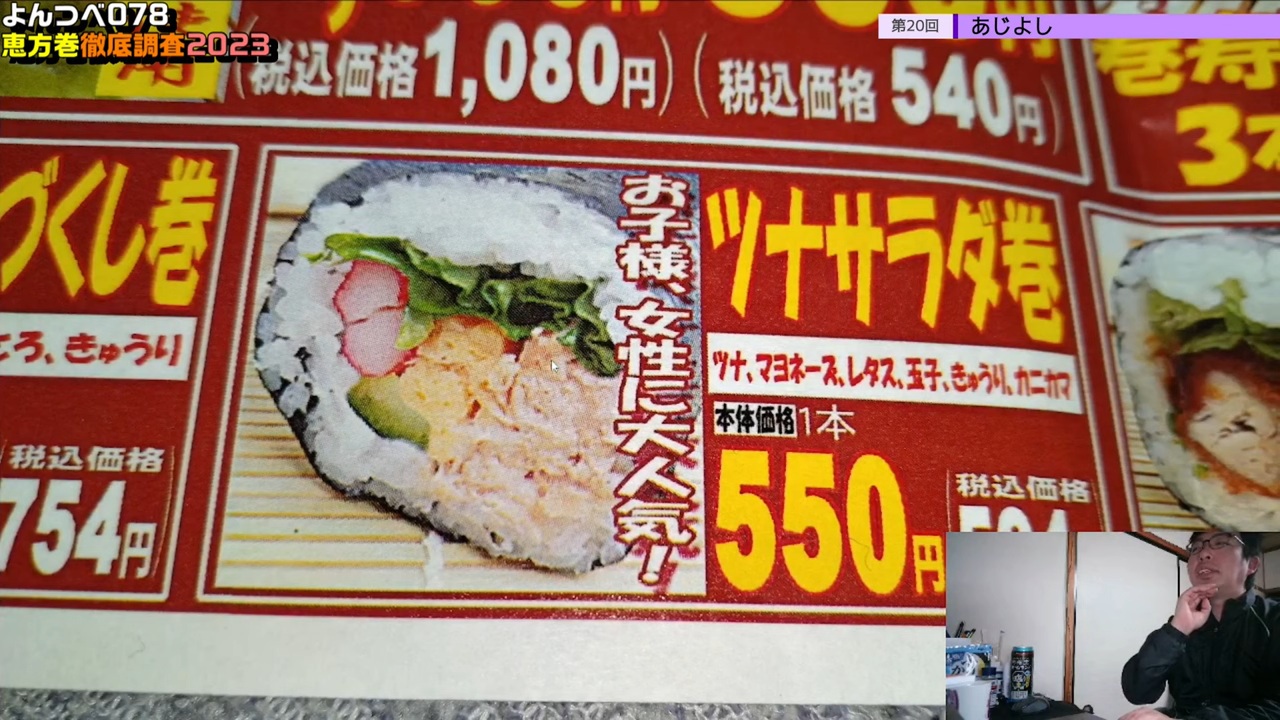 よんつべ078
恵方巻徹底調査2023
第20回 あじよし
(税込価格1,080円)
(税込価格 540円)
づくし巻
ころ、きゅうり
税込価格
754円
お子様、女性に大人気!
ツナサラダ巻
ツナ、マヨネーズ、レタス、玉子、きゅうり、カニカマ
本体価格1本
550円
税込価格
巻寿
3本